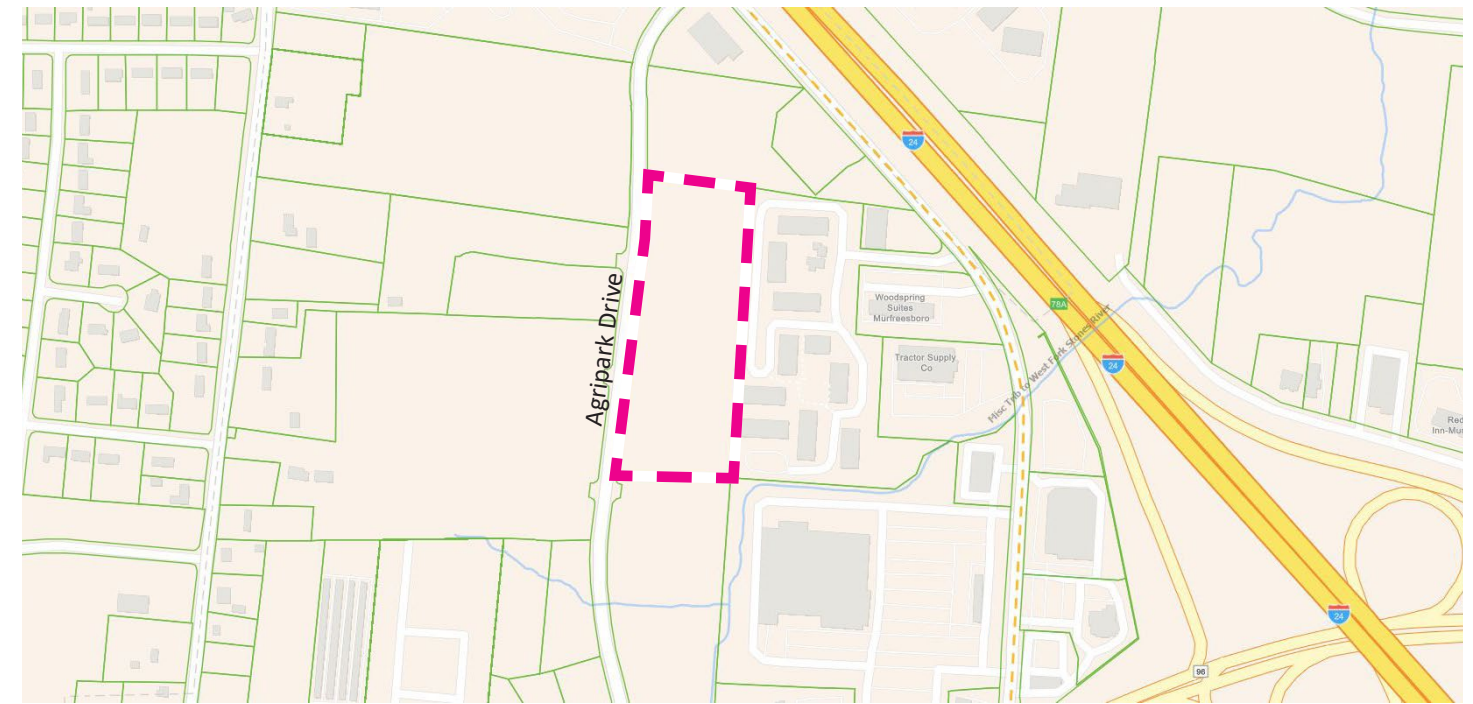 24
Agripark Drive
Woodspring
Suites
Murfreesboro
78A
Misc Trib to West Fork Stones River
24
Tractor Supply
Co
Red
Inn-Mu
24
96